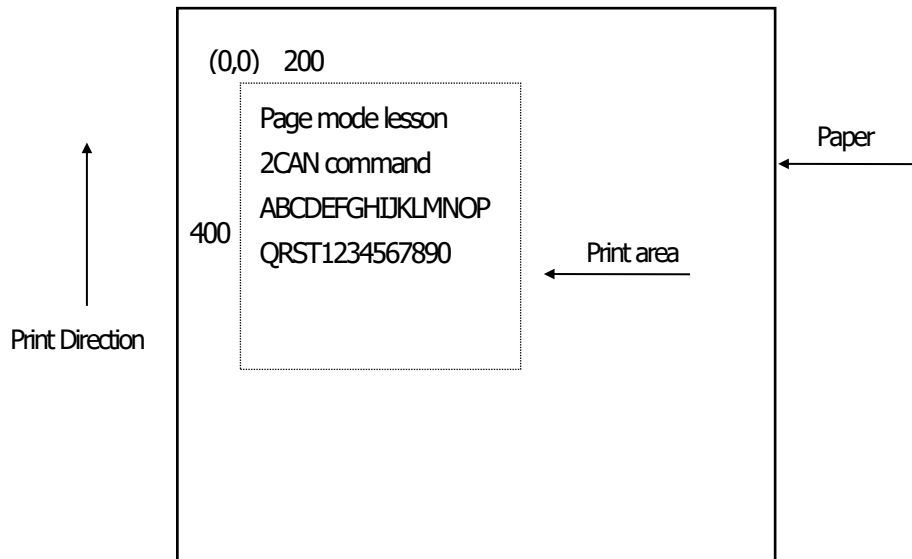 (0,0) 200
Page mode lesson
2CAN command
Paper
ABCDEFGHIJKLMNOP
400
QRST1234567890
Print area
Print Direction